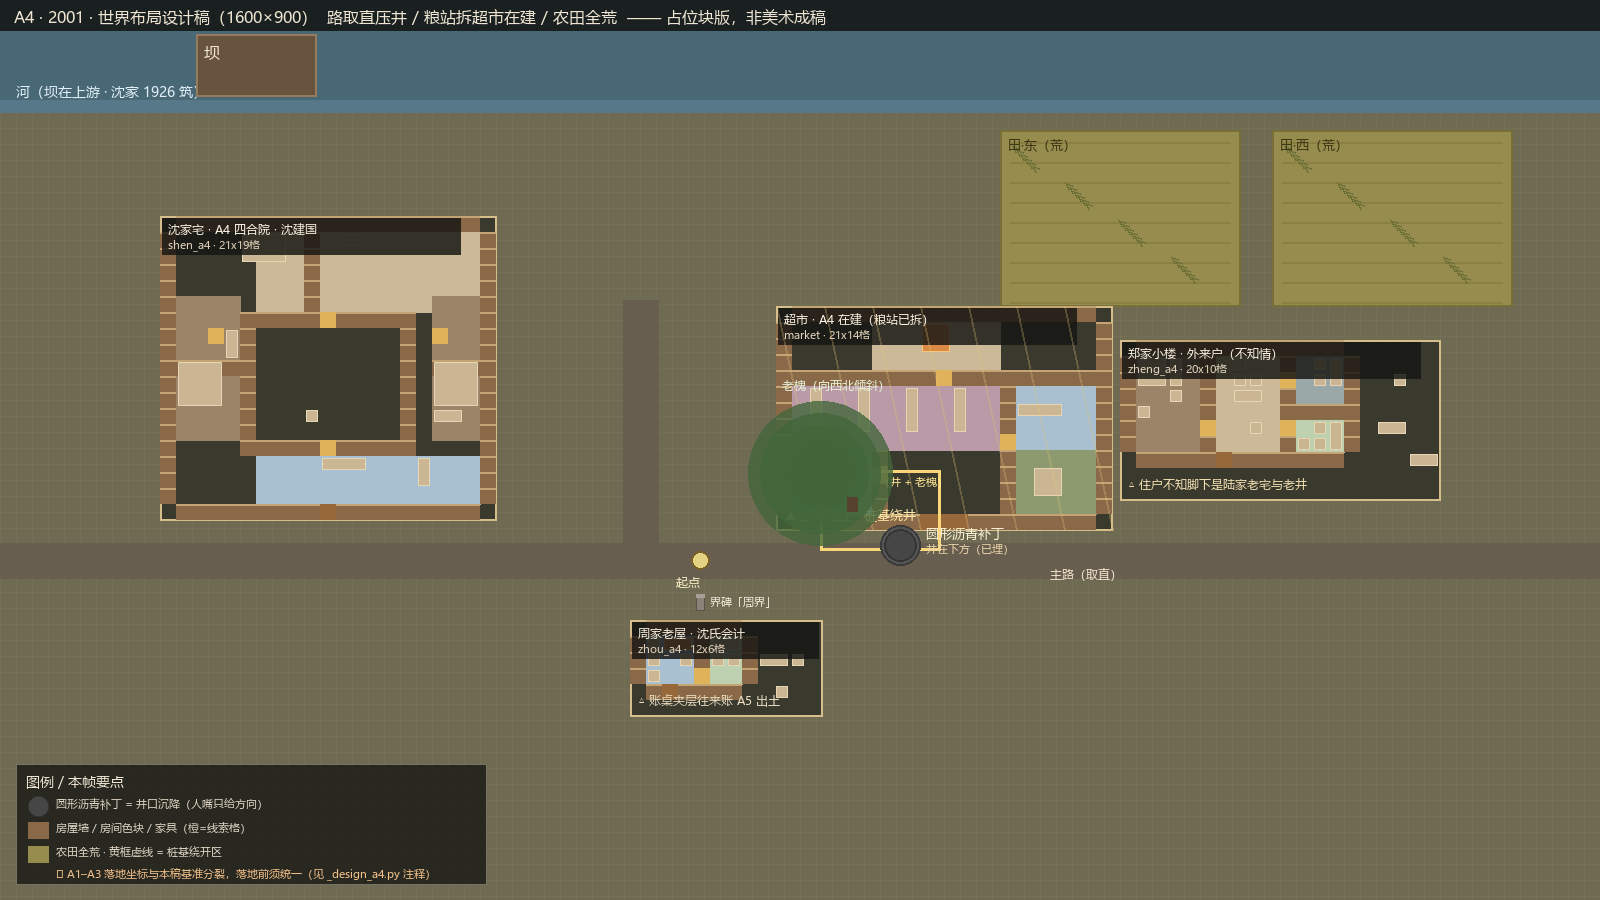 A4 · 2001 · 世界布局设计稿（1600×900） 路取直压井 / 粮站拆超市在建 / 农田全荒 —— 占位块版，非美术成稿
坝
河（坝在上游 · 沈家 1926 筑）
田·东（荒）
田·西（荒）
沈家宅 · A4 四合院 · 沈建国
shen_a4 · 21x19格
超市 · A4 在建（粮站已拆）
market · 21x14格
郑家小楼 · 外来户（不知情）
zheng_a4 · 20x10格
老槐（向西北倾斜）
井 + 老槐
▵ 住户不知脚下是陆家老宅与老井
桩基绕井
圆形沥青补丁
井在下方（已埋）
主路（取直）
起点
界碑「周界」
周家老屋 · 沈氏会计
zhou_a4 · 12x6格
▵ 账桌夹层往来账 A5 出土
图例 / 本帧要点
圆形沥青补丁 = 井口沉降（人嘴只给方向）
房屋墙 / 房间色块 / 家具（橙=线索格）
农田全荒 · 黄框虚线 = 桩基绕开区
A1–A3 落地坐标与本稿基准分裂，落地前须统一（见 _design_a4.py 注释）